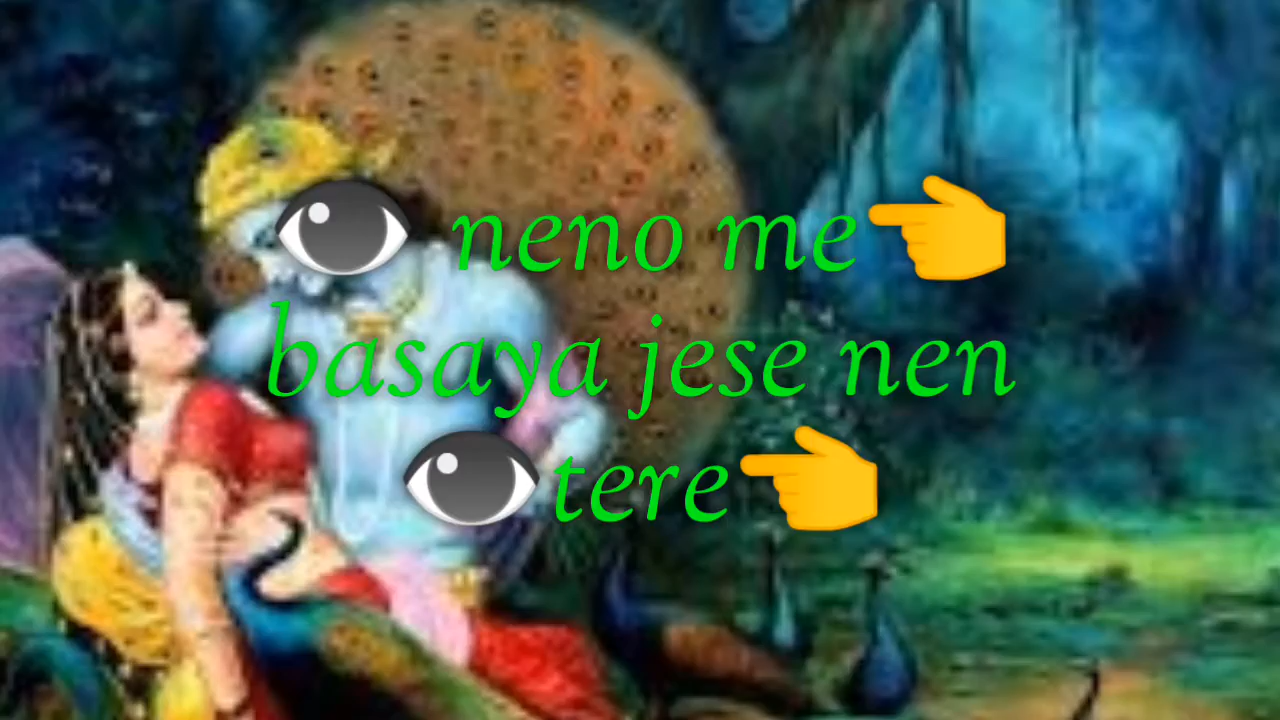 👁 neno me👈
basaya jese nen
👁tere👈